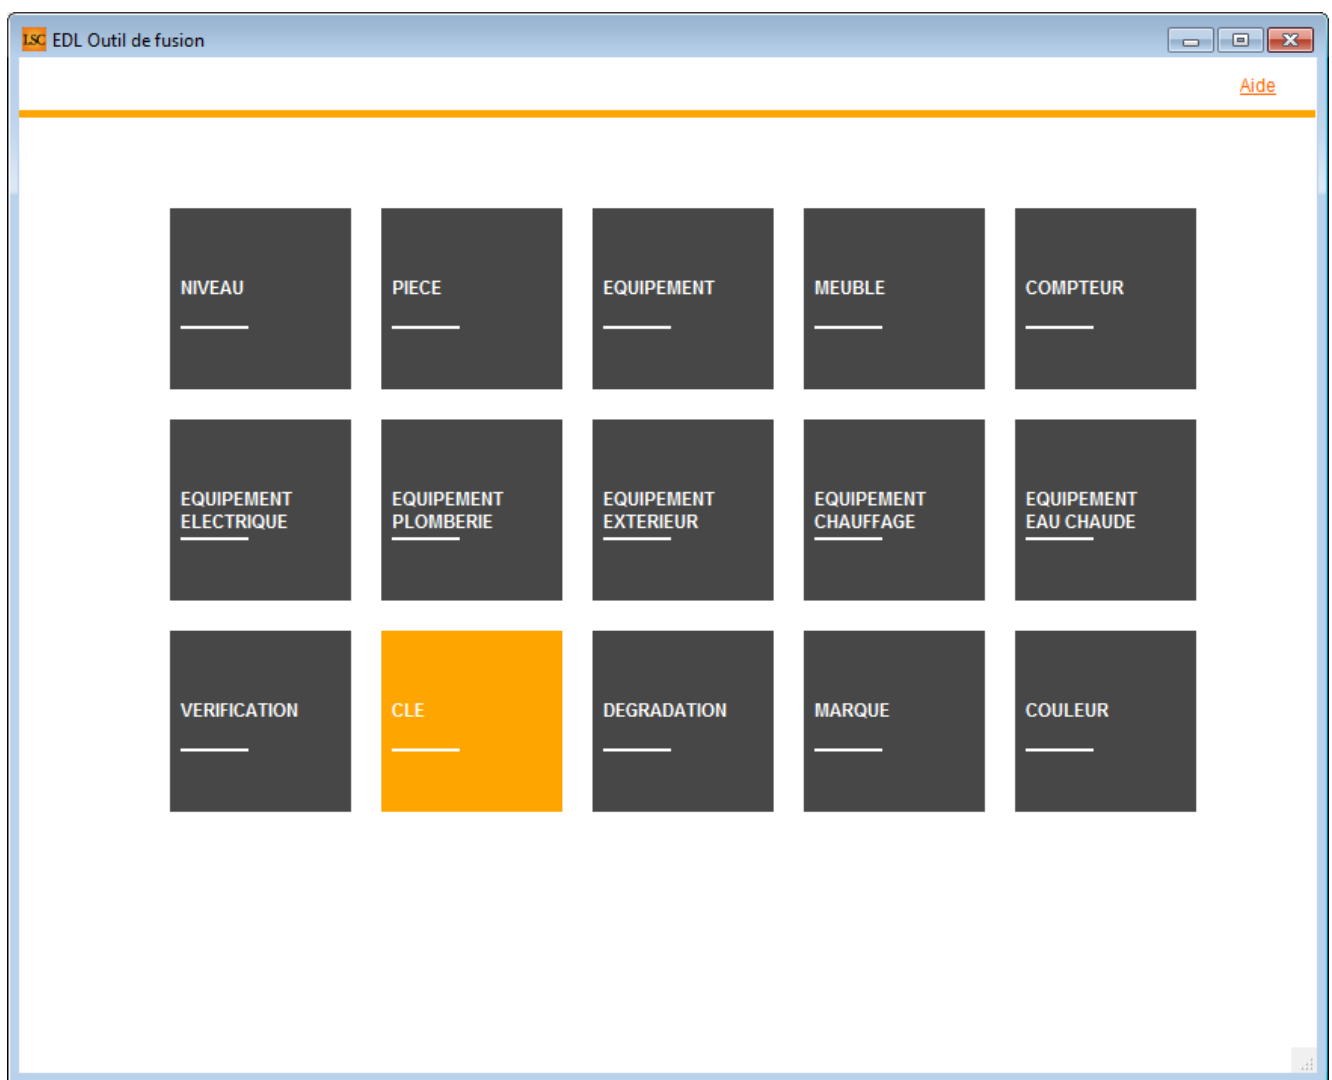 LSC EDL Outil de fusion
Aide
NIVEAU
PIECE
EQUIPEMENT
MEUBLE
COMPTEUR
EQUIPEMENT
ELECTRIQUE
EQUIPEMENT
PLOMBERIE
EQUIPEMENT
EXTERIEUR
EQUIPEMENT
CHAUFFAGE
EQUIPEMENT
EAU CHAUDE
VERIFICATION
CLE
DEGRADATION
MARQUE
COULEUR